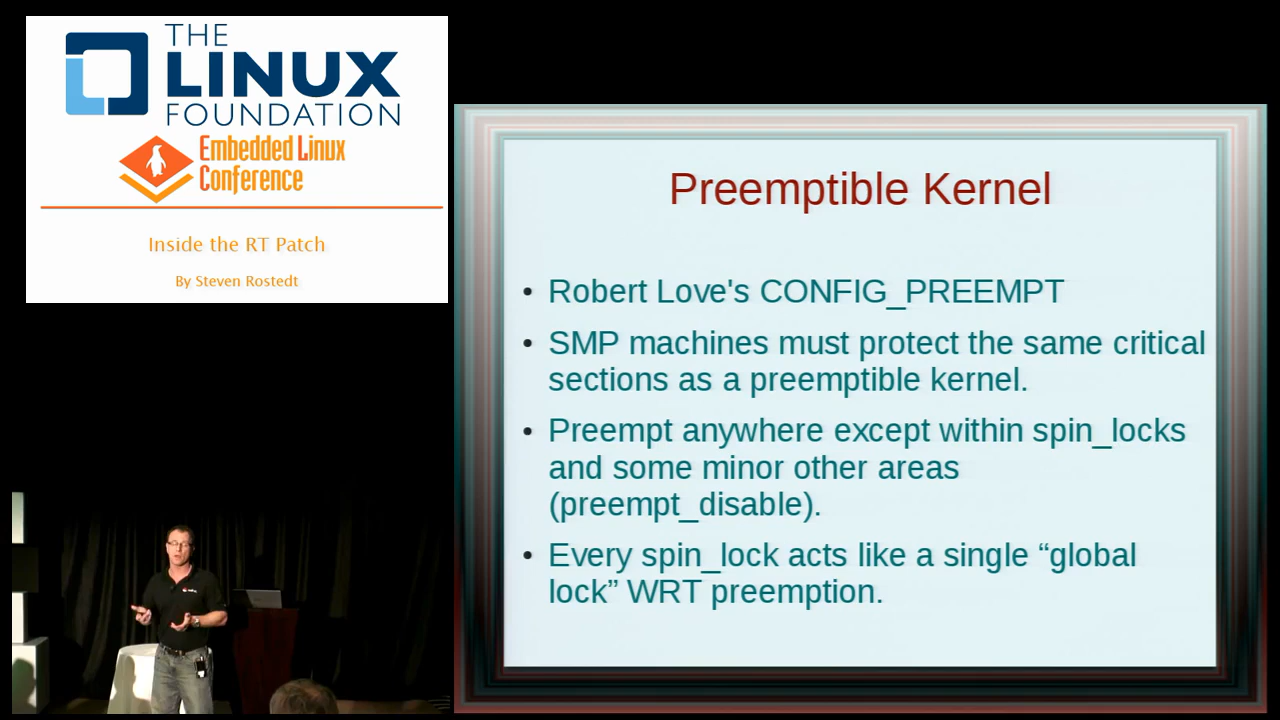 THE
LINUX
FOUNDATION
Embedded Linux
Conference
Inside the RT Patch
By Steven Rostedt
Preemptible Kernel
• Robert Love's CONFIG_PREEMPT
• SMP machines must protect the same critical
sections as a preemptible kernel.
• Preempt anywhere except within spin_locks
and some minor other areas
(preempt_disable).
• Every spin_lock acts like a single “global
lock” WRT preemption.